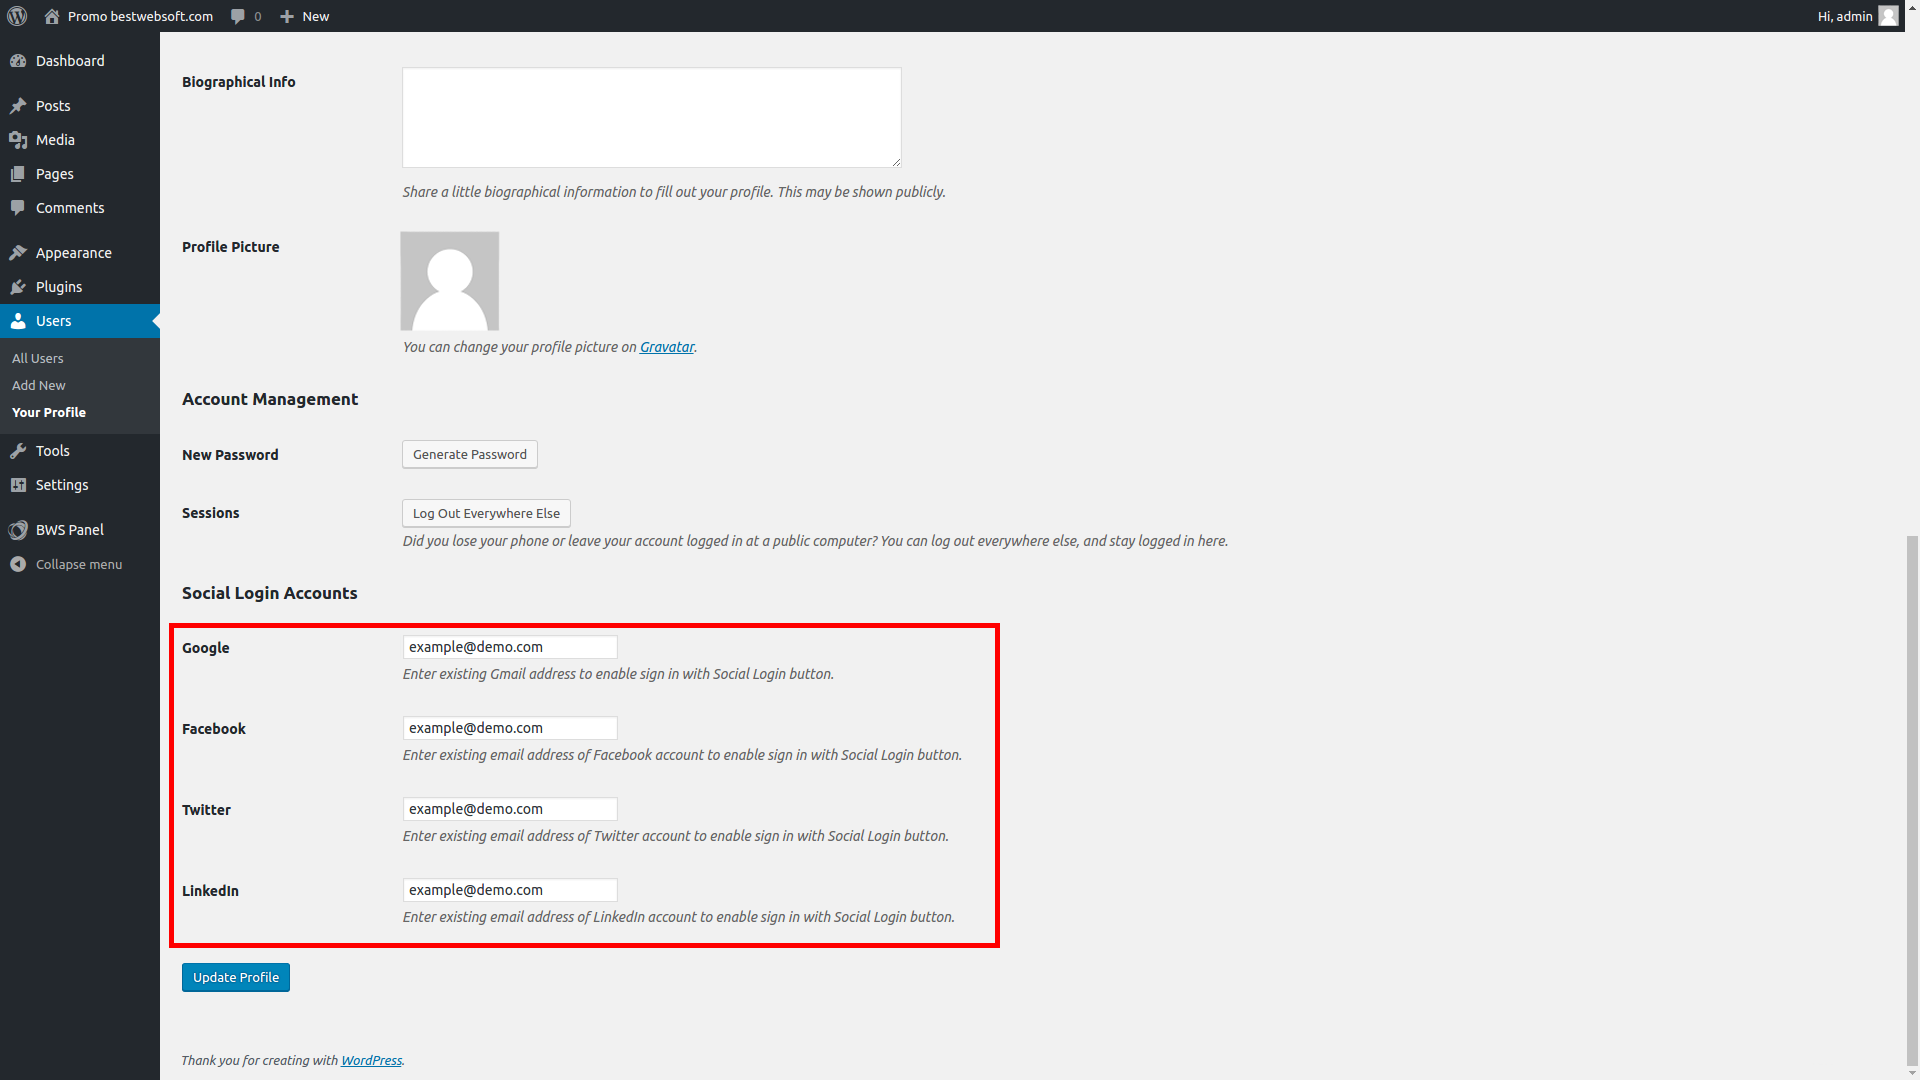 Promo bestwebsoft.com 0 New Hi, admin
Dashboard
Posts
Media
Pages
Comments
Appearance
Plugins
Users
All Users
Add New
Your Profile
Tools
Settings
BWS Panel
Collapse menu
Biographical Info
Share a little biographical information to fill out your profile. This may be shown publicly.
Profile Picture
You can change your profile picture on Gravatar.
Account Management
New Password Generate Password
Sessions Log Out Everywhere Else
Did you lose your phone or leave your account logged in at a public computer? You can log out everywhere else, and stay logged in here.
Social Login Accounts
Google example@demo.com
Enter existing Gmail address to enable sign in with Social Login button.
Facebook example@demo.com
Enter existing email address of Facebook account to enable sign in with Social Login button.
Twitter example@demo.com
Enter existing email address of Twitter account to enable sign in with Social Login button.
LinkedIn example@demo.com
Enter existing email address of LinkedIn account to enable sign in with Social Login button.
Update Profile
Thank you for creating with WordPress.